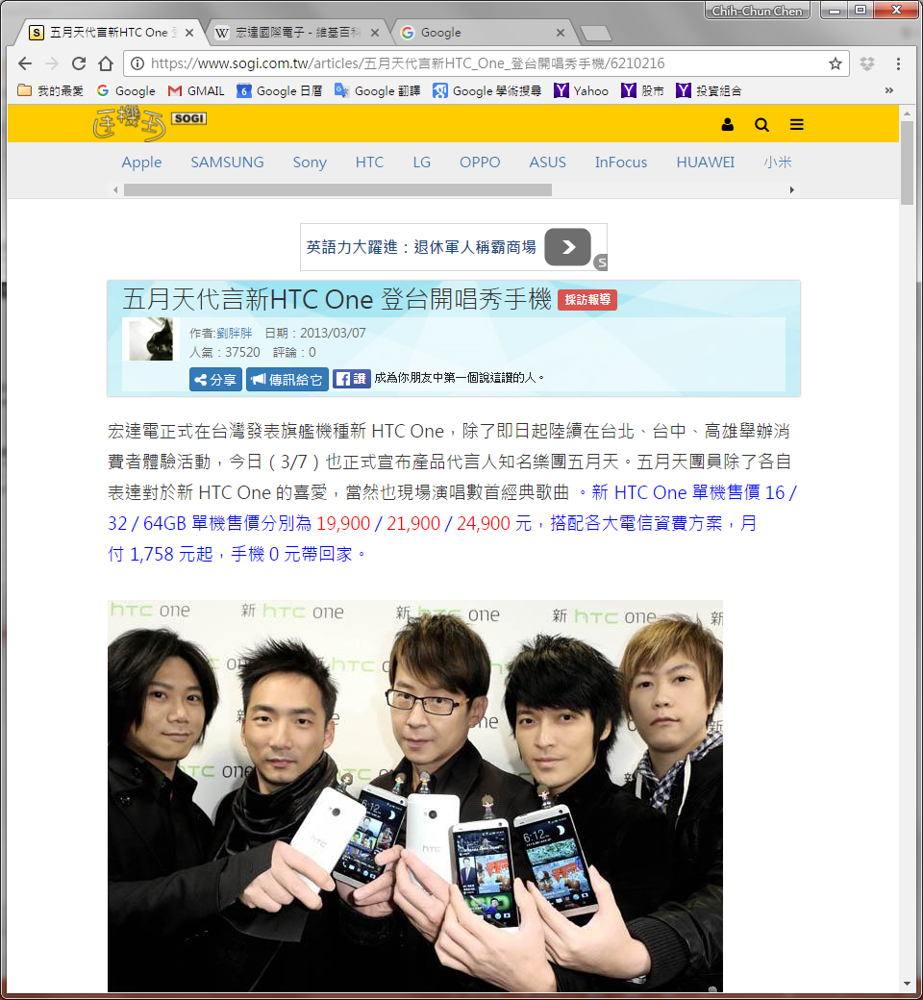 Chih-Chun Chen
五月天代言新HTC One
宏達國際電子 - 維基百科
Google
https://www.sogi.com.tw/articles/五月天代言新HTC_One_登台開唱秀手機/6210216
我的最愛 Google GMAIL Google 日曆 Google 翻譯 Google 學術搜尋 Yahoo 股市 投資組合
手機王 SOGI
Apple SAMSUNG Sony HTC LG OPPO ASUS InFocus HUAWEI 小米
英語力大躍進：退休軍人稱霸商場
五月天代言新HTC One 登台開唱秀手機 採訪報導
作者:劉胖胖 日期：2013/03/07
人氣：37520 評論：0
分享 傳訊給它 讚 成為你朋友中第一個說這讚的人。
宏達電正式在台灣發表旗艦機種新 HTC One，除了即日起陸續在台北、台中、高雄舉辦消
費者體驗活動，今日（3/7）也正式宣布產品代言人知名樂團五月天。五月天團員除了各自
表達對於新 HTC One 的喜愛，當然也現場演唱數首經典歌曲 。新 HTC One 單機售價 16 /
32 / 64GB 單機售價分別為 19,900 / 21,900 / 24,900 元，搭配各大電信資費方案，月
付 1,758 元起，手機 0 元帶回家。
htc one 新 htc one 新 htc one 新 htc one 新
htc
6:12
6:12